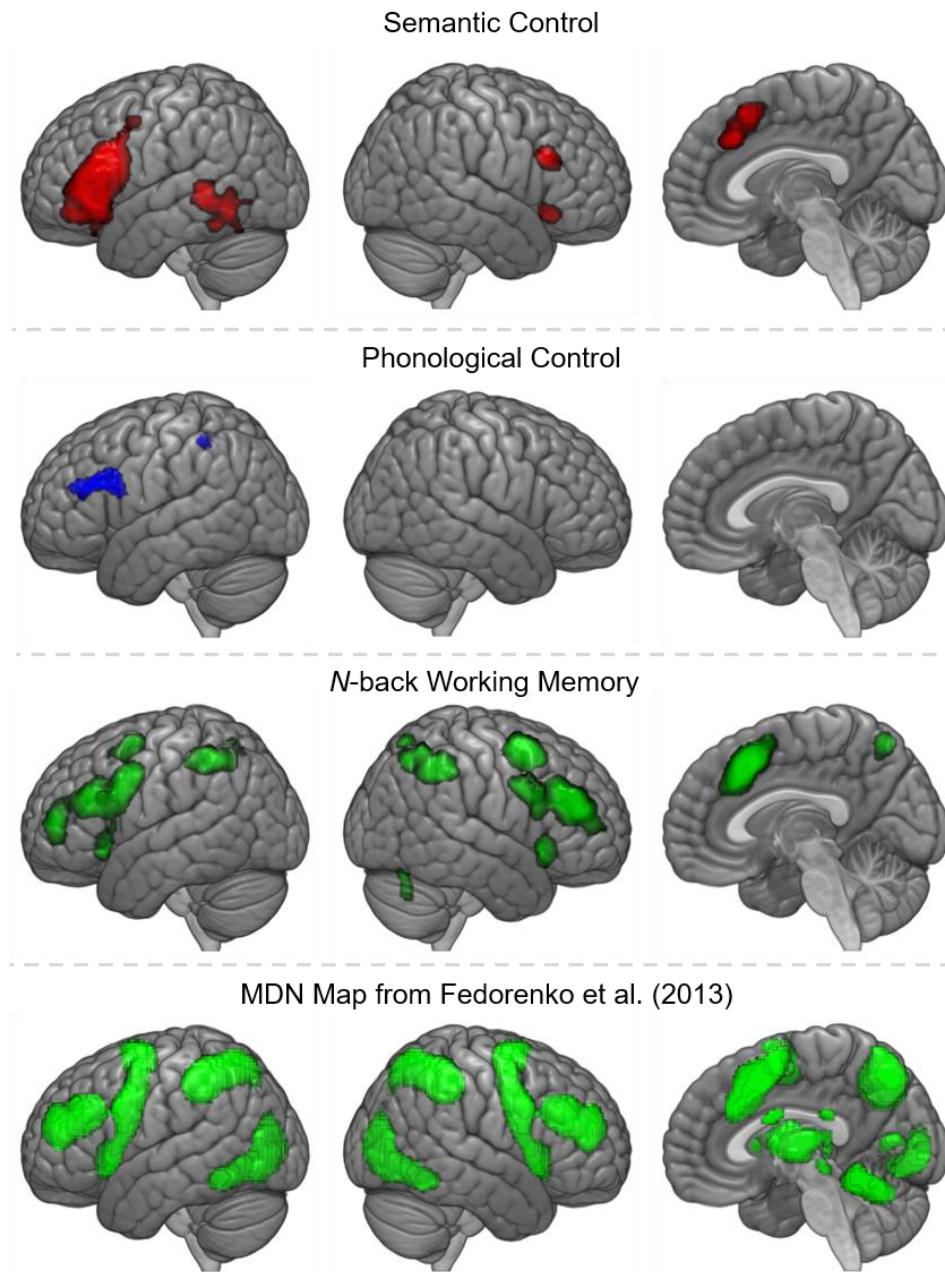 Semantic Control
Phonological Control
N-back Working Memory
MDN Map from Fedorenko et al. (2013)